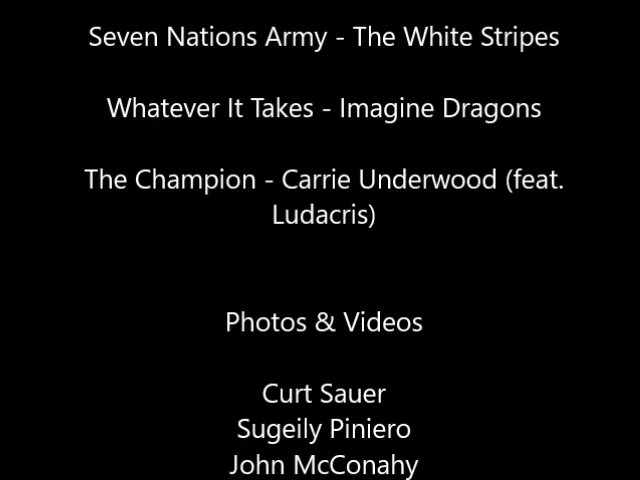 Seven Nations Army - The White Stripes
Whatever It Takes - Imagine Dragons
The Champion - Carrie Underwood (feat.
Ludacris)
Photos & Videos
Curt Sauer
Sugeily Piniero
John McConahy